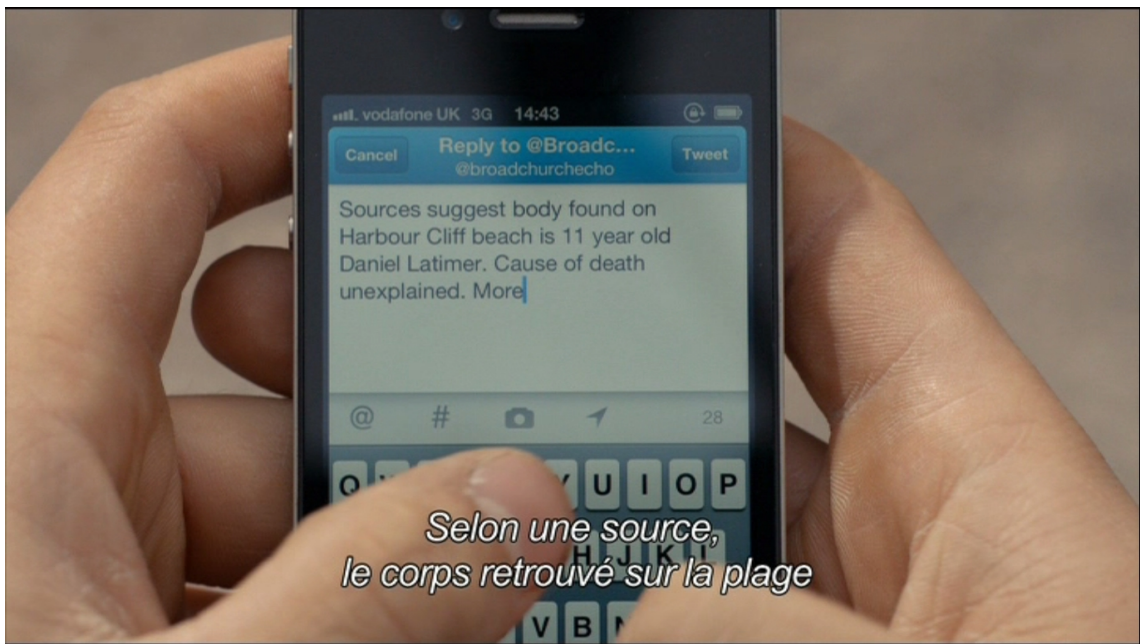 vodafone UK 3G 14:43
Cancel
Reply to @Broadc...
@broadchurchecho
Tweet
Sources suggest body found on
Harbour Cliff beach is 11 year old
Daniel Latimer. Cause of death
unexplained. More
@ # 28
Q U I O P
H J K L
V B N
Selon une source,
le corps retrouvé sur la plage